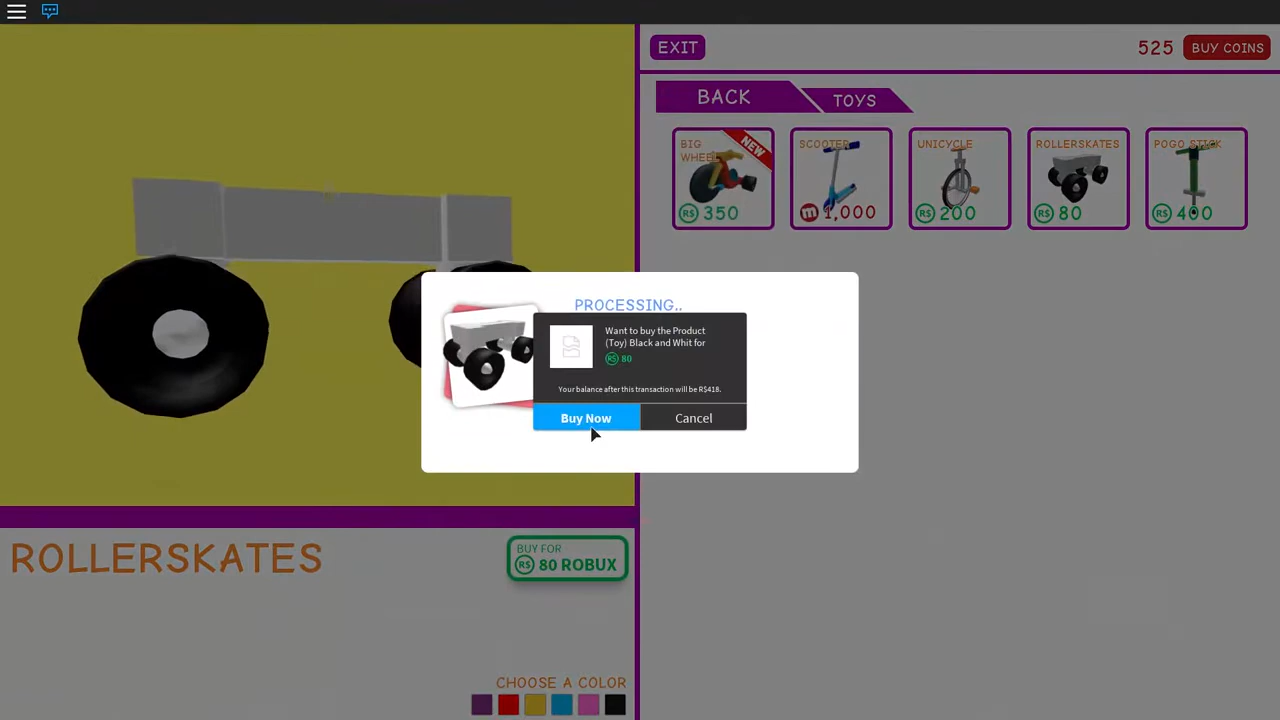 EXIT
525
BUY COINS
BACK
TOYS
BIG
WHEEL
NEW
R$ 350
SCOOTER
m 1,000
UNICYCLE
R$ 200
ROLLERSKATES
R$ 80
POGO STICK
R$ 400
PROCESSING..
Want to buy the Product
(Toy) Black and Whit for
R$ 80
Your balance after this transaction will be R$418.
Buy Now
Cancel
ROLLERSKATES
BUY FOR
R$ 80 ROBUX
CHOOSE A COLOR